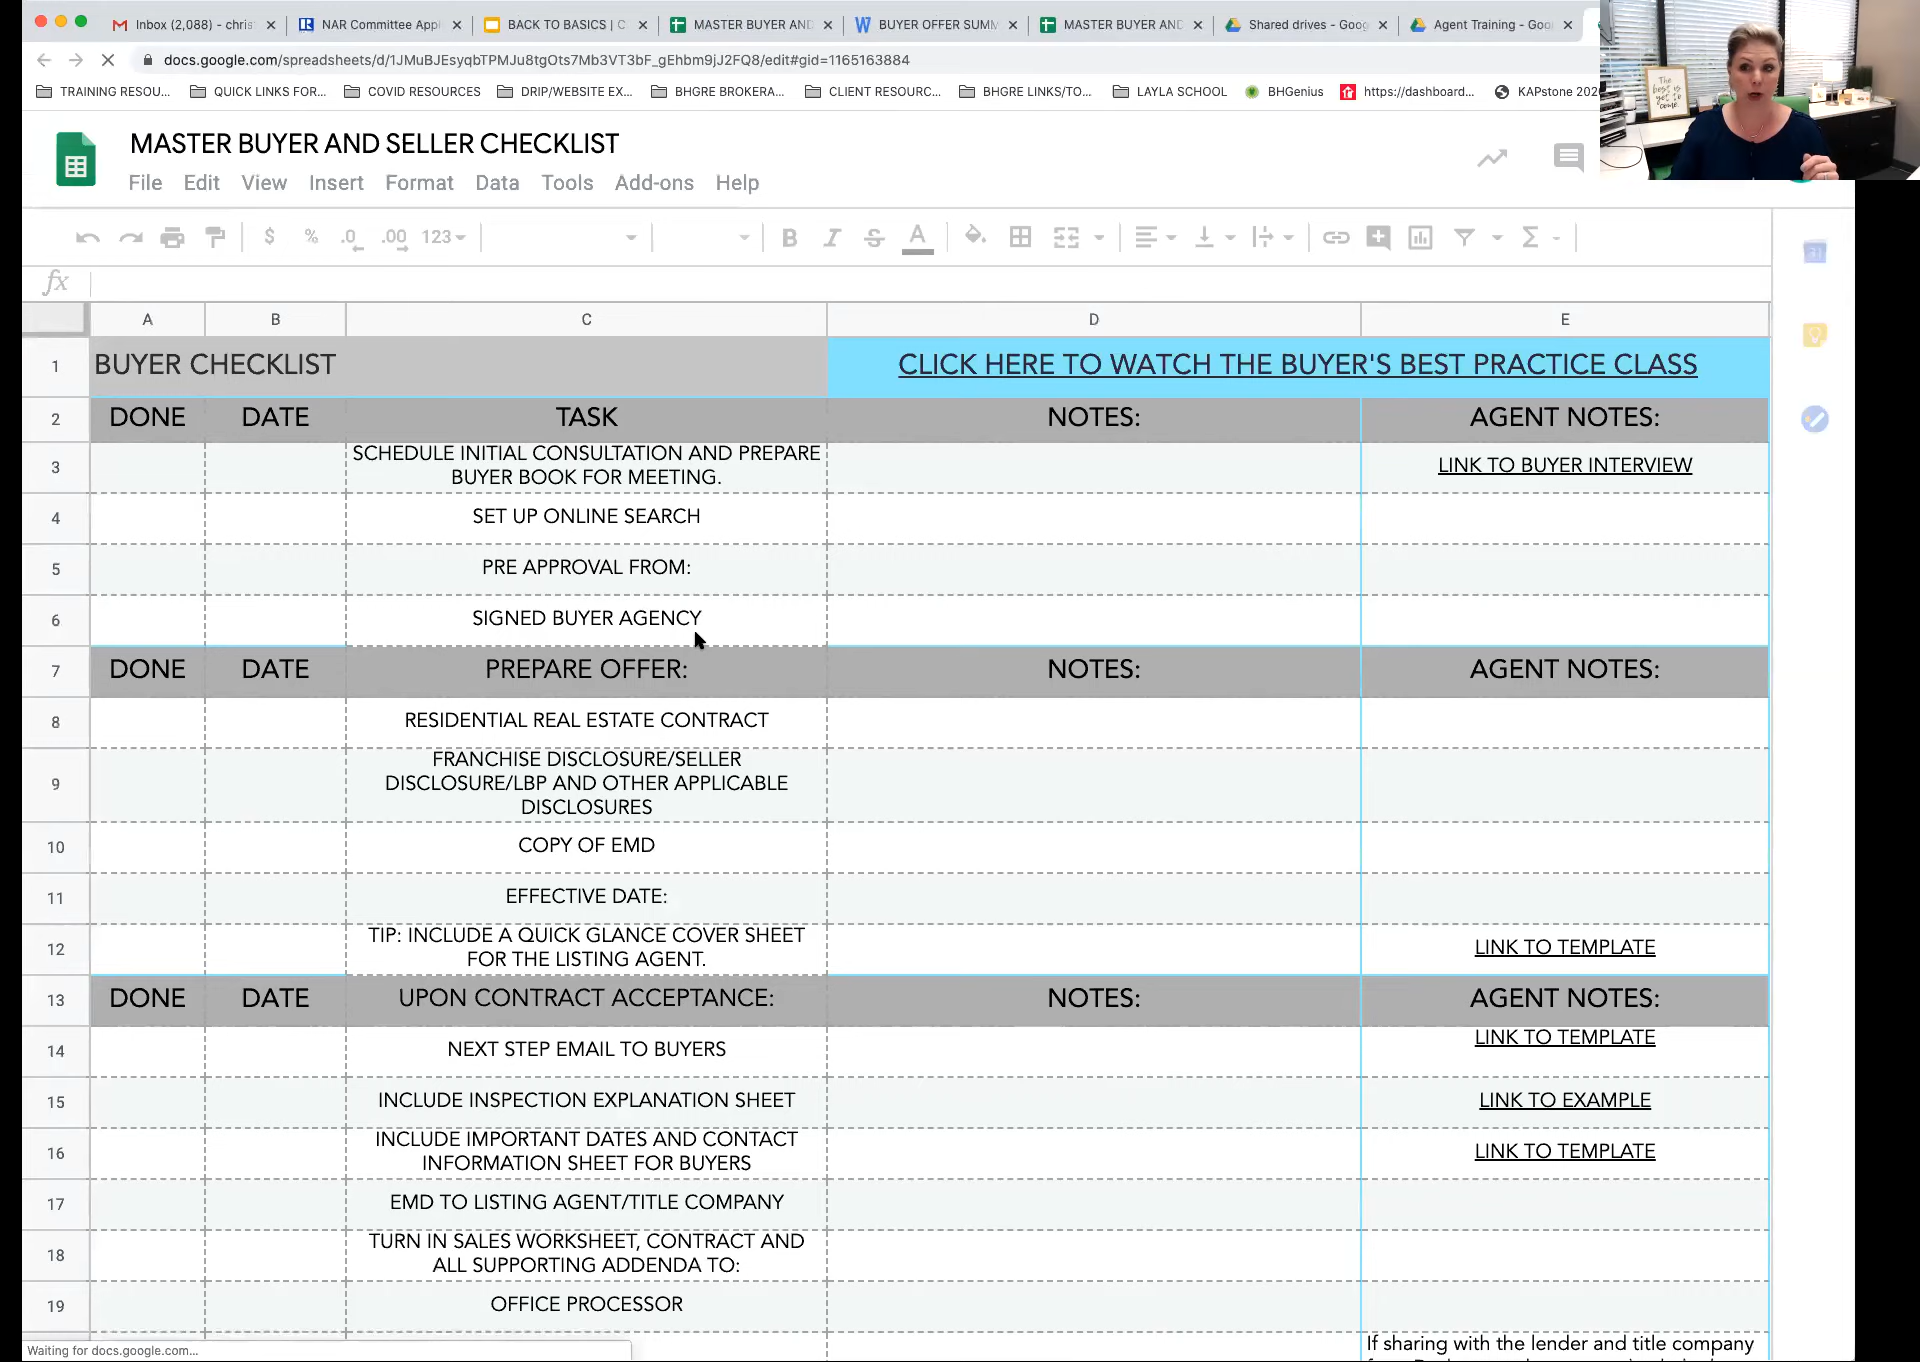 Inbox (2,088) - chris
NAR Committee Appl
BACK TO BASICS | C
MASTER BUYER AND
BUYER OFFER SUMM
MASTER BUYER AND
Shared drives - Goog
Agent Training - Goo
docs.google.com/spreadsheets/d/1JMuBJEsyqbTPMJu8tgOts7Mb3VT3bF_gEhbm9jJ2FQ8/edit#gid=1165163884
TRAINING RESOU...
QUICK LINKS FOR...
COVID RESOURCES
DRIP/WEBSITE EX...
BHGRE BROKERA...
CLIENT RESOURC...
BHGRE LINKS/TO...
LAYLA SCHOOL
BHGenius
https://dashboard...
KAPstone 202
The best is yet to come.
MASTER BUYER AND SELLER CHECKLIST
File Edit View Insert Format Data Tools Add-ons Help
$ % .0 .00 123
B I S A
31
fx
A B C D E
1 BUYER CHECKLIST CLICK HERE TO WATCH THE BUYER'S BEST PRACTICE CLASS
2 DONE DATE TASK NOTES: AGENT NOTES:
3 SCHEDULE INITIAL CONSULTATION AND PREPARE
BUYER BOOK FOR MEETING.
LINK TO BUYER INTERVIEW
4 SET UP ONLINE SEARCH
5 PRE APPROVAL FROM:
6 SIGNED BUYER AGENCY
7 DONE DATE PREPARE OFFER: NOTES: AGENT NOTES:
8 RESIDENTIAL REAL ESTATE CONTRACT
9 FRANCHISE DISCLOSURE/SELLER
DISCLOSURE/LBP AND OTHER APPLICABLE
DISCLOSURES
10 COPY OF EMD
11 EFFECTIVE DATE:
12 TIP: INCLUDE A QUICK GLANCE COVER SHEET
FOR THE LISTING AGENT.
LINK TO TEMPLATE
13 DONE DATE UPON CONTRACT ACCEPTANCE: NOTES: AGENT NOTES:
14 NEXT STEP EMAIL TO BUYERS LINK TO TEMPLATE
15 INCLUDE INSPECTION EXPLANATION SHEET LINK TO EXAMPLE
16 INCLUDE IMPORTANT DATES AND CONTACT
INFORMATION SHEET FOR BUYERS
LINK TO TEMPLATE
17 EMD TO LISTING AGENT/TITLE COMPANY
18 TURN IN SALES WORKSHEET, CONTRACT AND
ALL SUPPORTING ADDENDA TO:
19 OFFICE PROCESSOR
If sharing with the lender and title company
Waiting for docs.google.com...